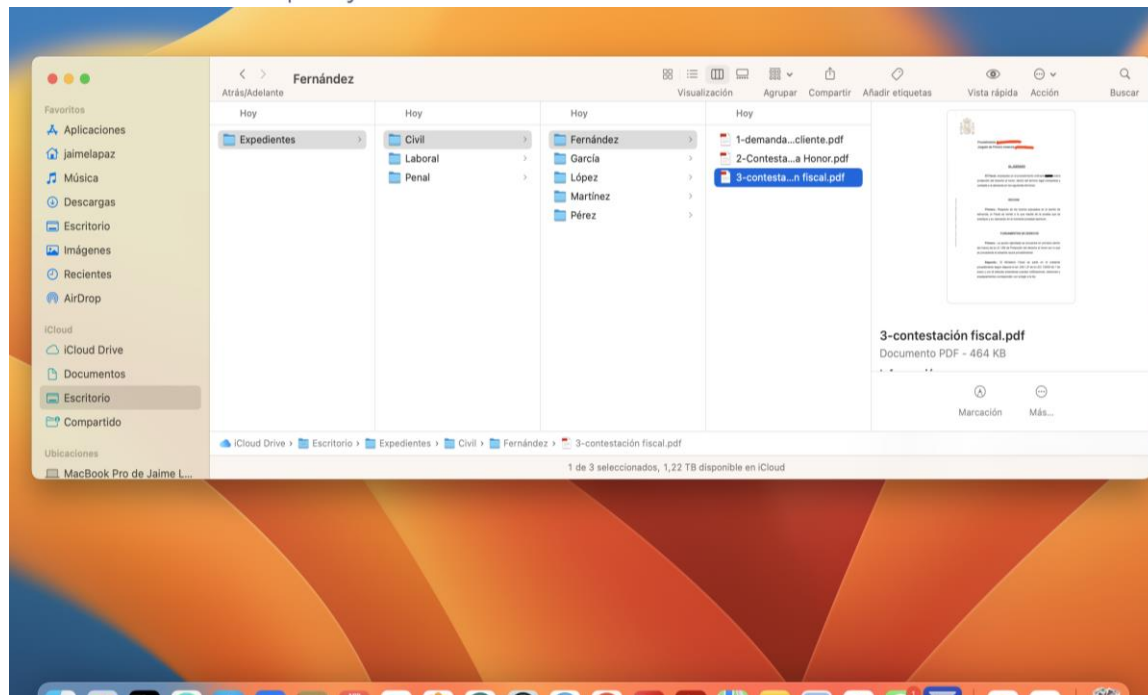 Fernández
Atrás/Adelante
Visualización
Agrupar
Compartir
Añadir etiquetas
Vista rápida
Acción
Buscar
Favoritos
Aplicaciones
jaimelapaz
Música
Descargas
Escritorio
Imágenes
Recientes
AirDrop
iCloud
iCloud Drive
Documentos
Escritorio
Compartido
Ubicaciones
MacBook Pro de Jaime L...
Hoy
Expedientes
Hoy
Civil
Laboral
Penal
Hoy
Fernández
García
López
Martínez
Pérez
Hoy
1-demanda...cliente.pdf
2-Contesta...a Honor.pdf
3-contesta...n fiscal.pdf
3-contestación fiscal.pdf
Documento PDF - 464 KB
Marcación
Más...
iCloud Drive › Escritorio › Expedientes › Civil › Fernández › 3-contestación fiscal.pdf
1 de 3 seleccionados, 1,22 TB disponible en iCloud